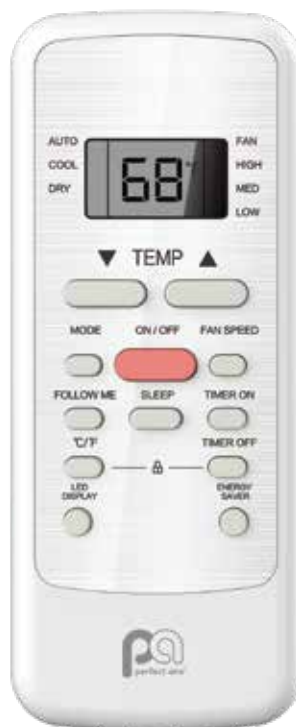 AUTO
FAN
COOL
HIGH
DRY
MED
LOW
68
▼ TEMP ▲
MODE
ON / OFF
FAN SPEED
FOLLOW ME
SLEEP
TIMER ON
°C/°F
TIMER OFF
LED
DISPLAY
ENERGY
SAVER
pa
perfect aire